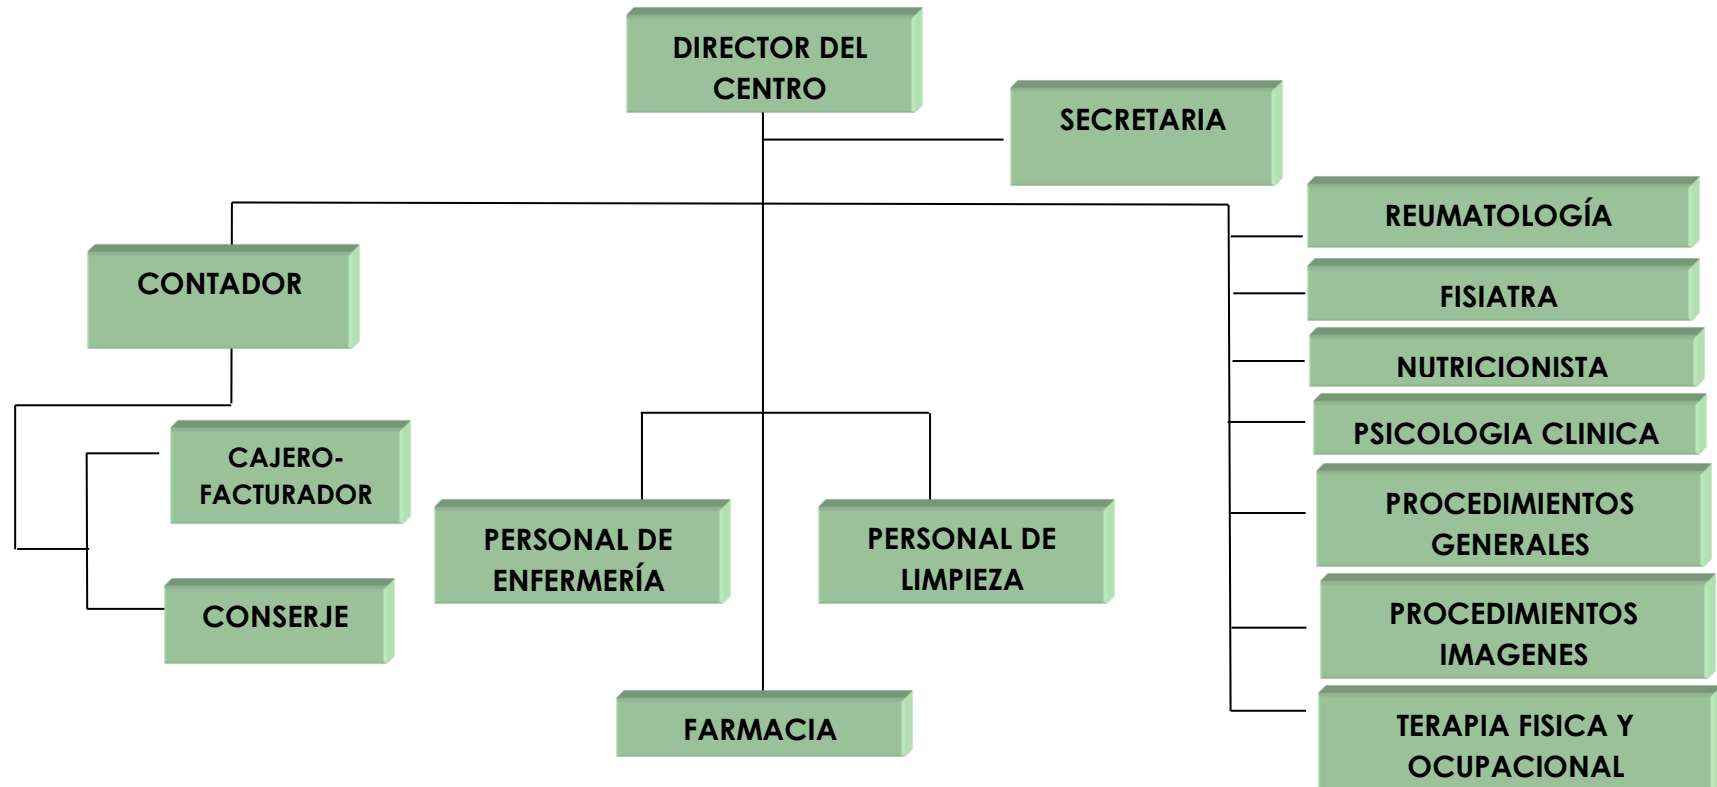 DIRECTOR DEL
CENTRO
SECRETARIA
REUMATOLOGÍA
CONTADOR
FISIATRA
NUTRICIONISTA
PSICOLOGIA CLINICA
CAJERO-
FACTURADOR
PROCEDIMIENTOS
GENERALES
PERSONAL DE
ENFERMERÍA
PERSONAL DE
LIMPIEZA
CONSERJE
PROCEDIMIENTOS
IMAGENES
FARMACIA
TERAPIA FISICA Y
OCUPACIONAL